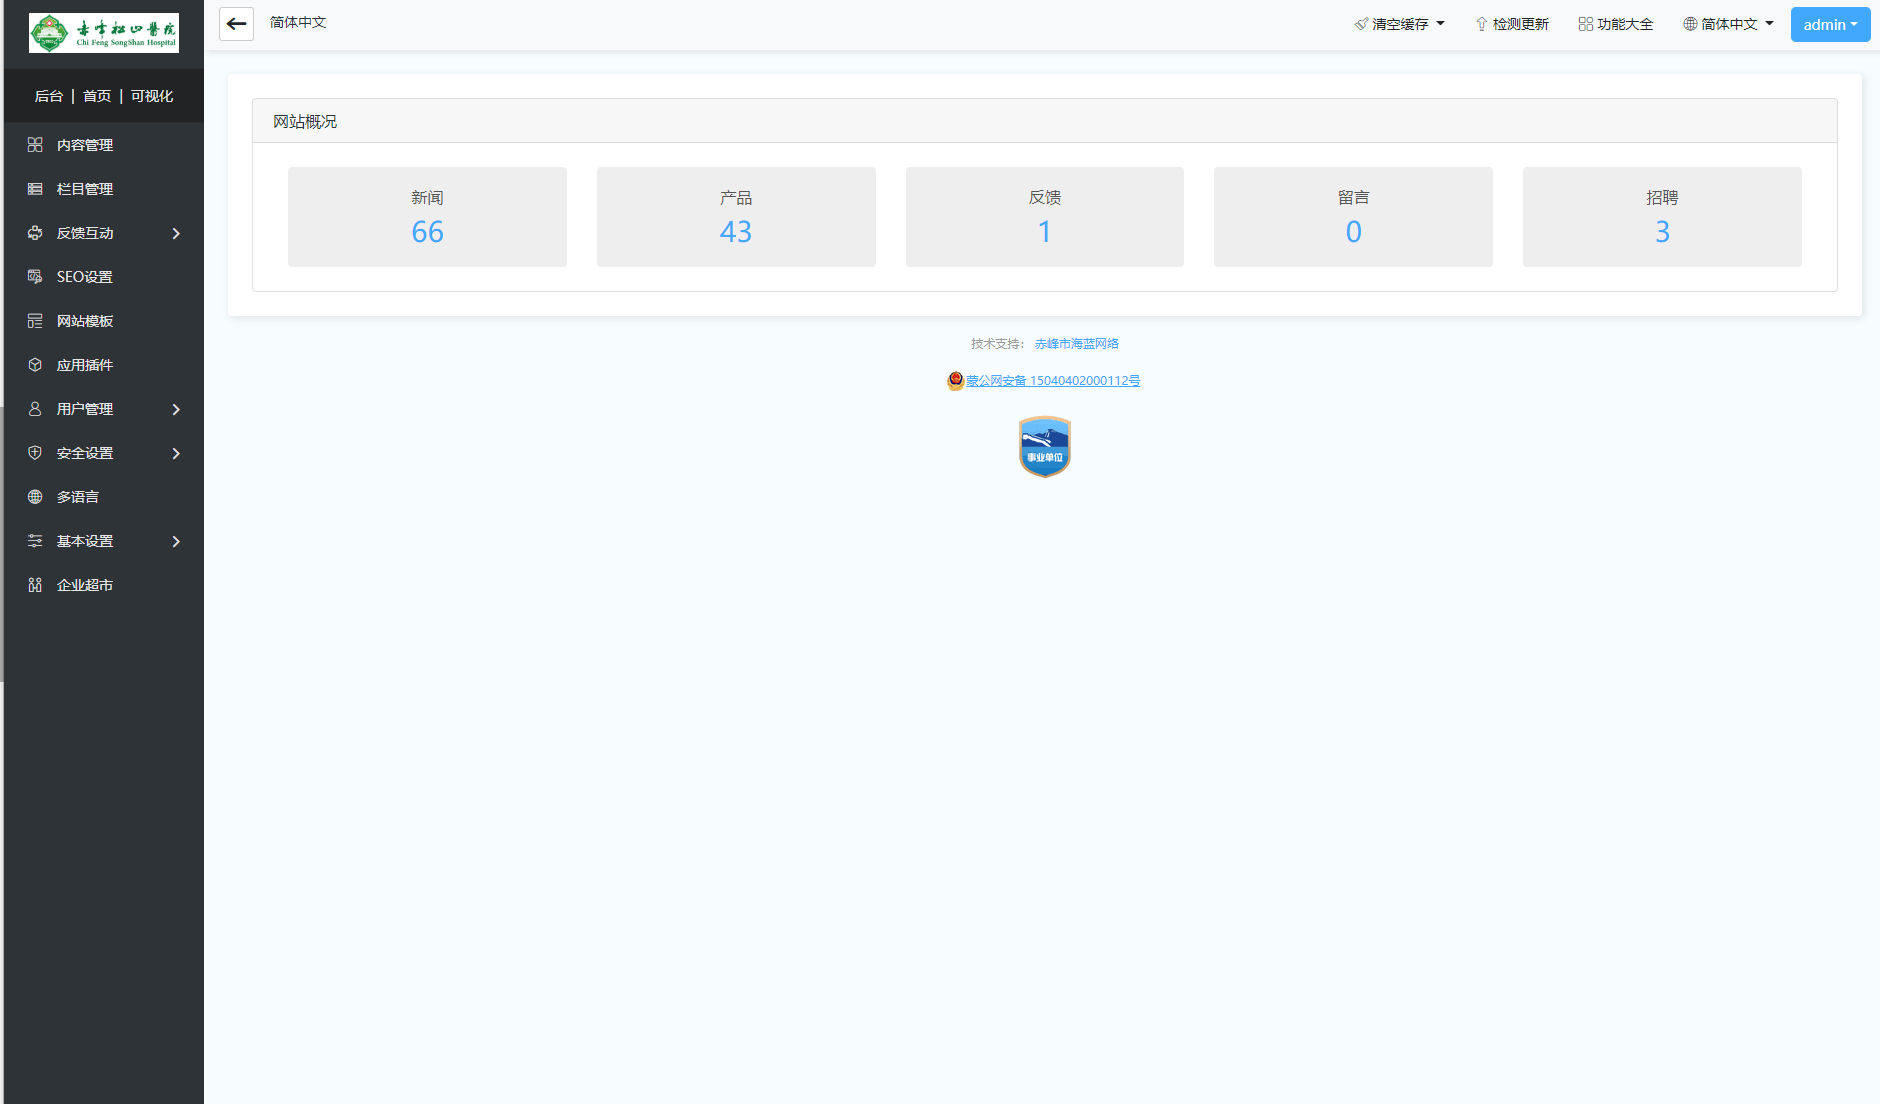 赤峰松山醫院
Chi Feng SongShan Hospital
后台 | 首页 | 可视化
内容管理
栏目管理
反馈互动
SEO设置
网站模板
应用插件
用户管理
安全设置
多语言
基本设置
企业超市
简体中文
清空缓存
检测更新
功能大全
简体中文
admin
网站概况
新闻
66
产品
43
反馈
1
留言
0
招聘
3
技术支持： 赤峰市海蓝网络
蒙公网安备 15040402000112号
事业单位